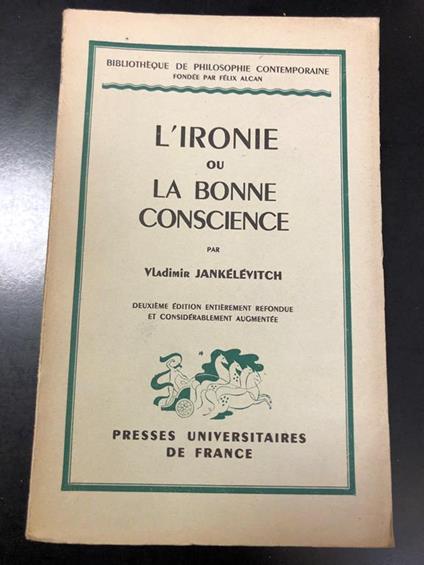 BIBLIOTHÈQUE DE PHILOSOPHIE CONTEMPORAINE
FONDÉE PAR FÉLIX ALCAN
L'IRONIE
OU
LA BONNE
CONSCIENCE
PAR
VLadimir JANKÉLÉVITCH
DEUXIÈME ÉDITION ENTIÈREMENT REFONDUE
ET CONSIDÉRABLEMENT AUGMENTÉE
PRESSES UNIVERSITAIRES
DE FRANCE